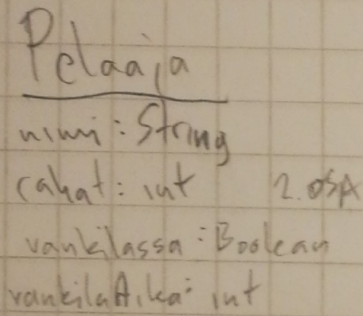 Pelaaja
nimi: String
rahat: int 2. OSA
vankilassa: Boolean
vankilaAika: int